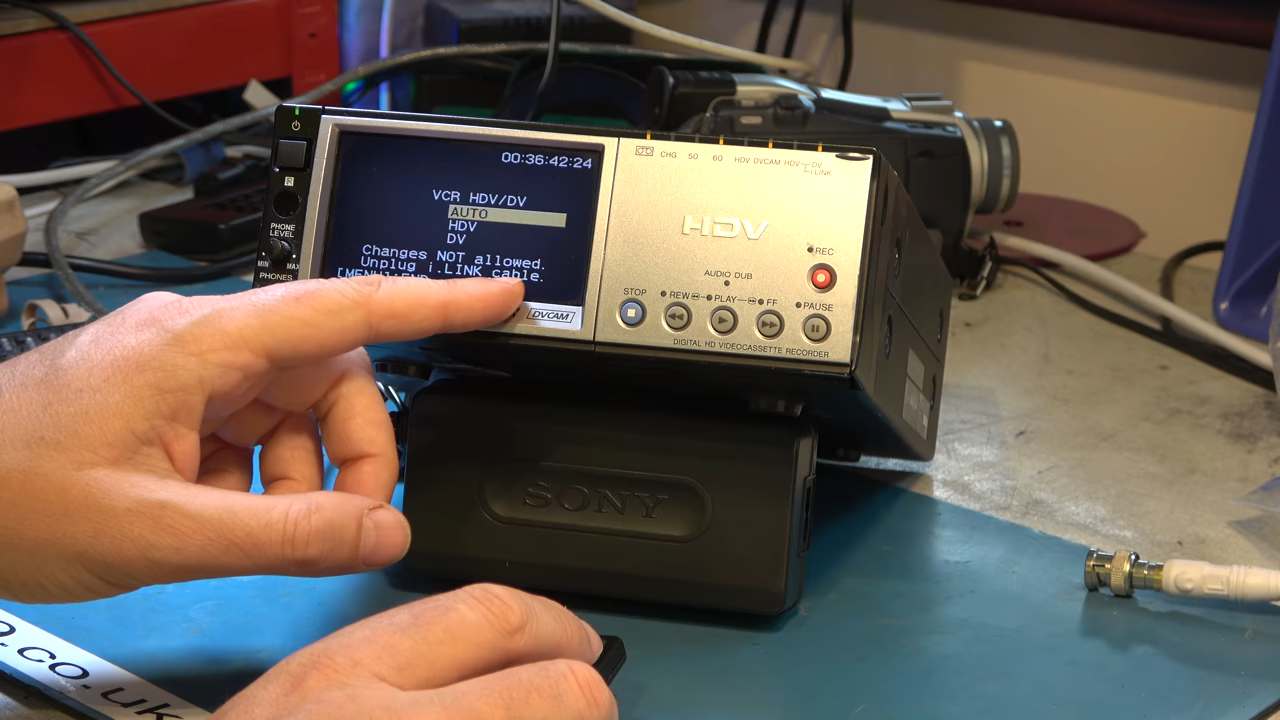 00:36:42:24
VCR HDV/DV
AUTO
HDV
DV
Changes NOT allowed.
Unplug i.LINK cable.
[MENU]:END
DVCAM
PHONE
LEVEL
MIN MAX
PHONES
CHG 50 60 HDV DVCAM HDV DV
i.LINK
HDV
REC
AUDIO DUB
STOP REW PLAY FF PAUSE
DIGITAL HD VIDEOCASSETTE RECORDER
SONY
o.co.uk